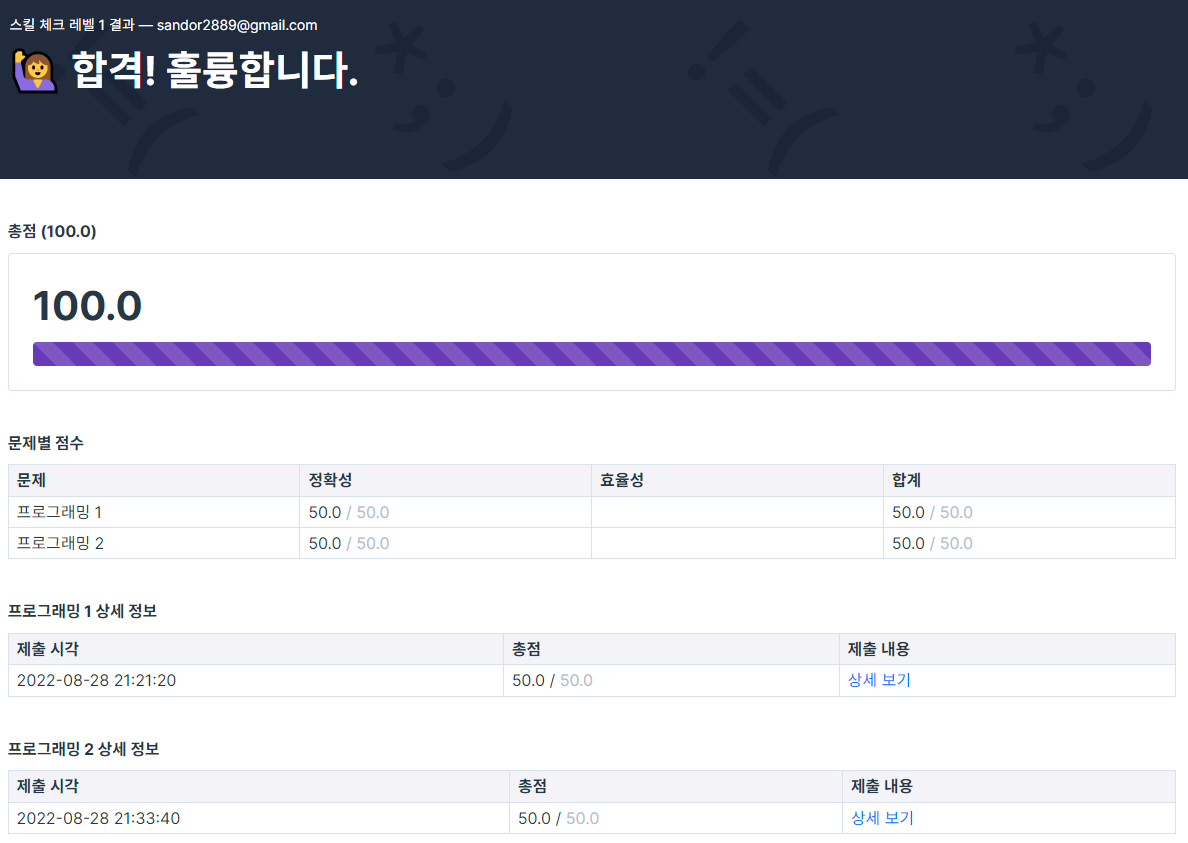 스킬 체크 레벨 1 결과 — sandor2889@gmail.com
합격! 훌륭합니다.
총점 (100.0)
100.0
문제별 점수
문제 정확성 효율성 합계
프로그래밍 1 50.0 / 50.0 50.0 / 50.0
프로그래밍 2 50.0 / 50.0 50.0 / 50.0
프로그래밍 1 상세 정보
제출 시각 총점 제출 내용
2022-08-28 21:21:20 50.0 / 50.0 상세 보기
프로그래밍 2 상세 정보
제출 시각 총점 제출 내용
2022-08-28 21:33:40 50.0 / 50.0 상세 보기